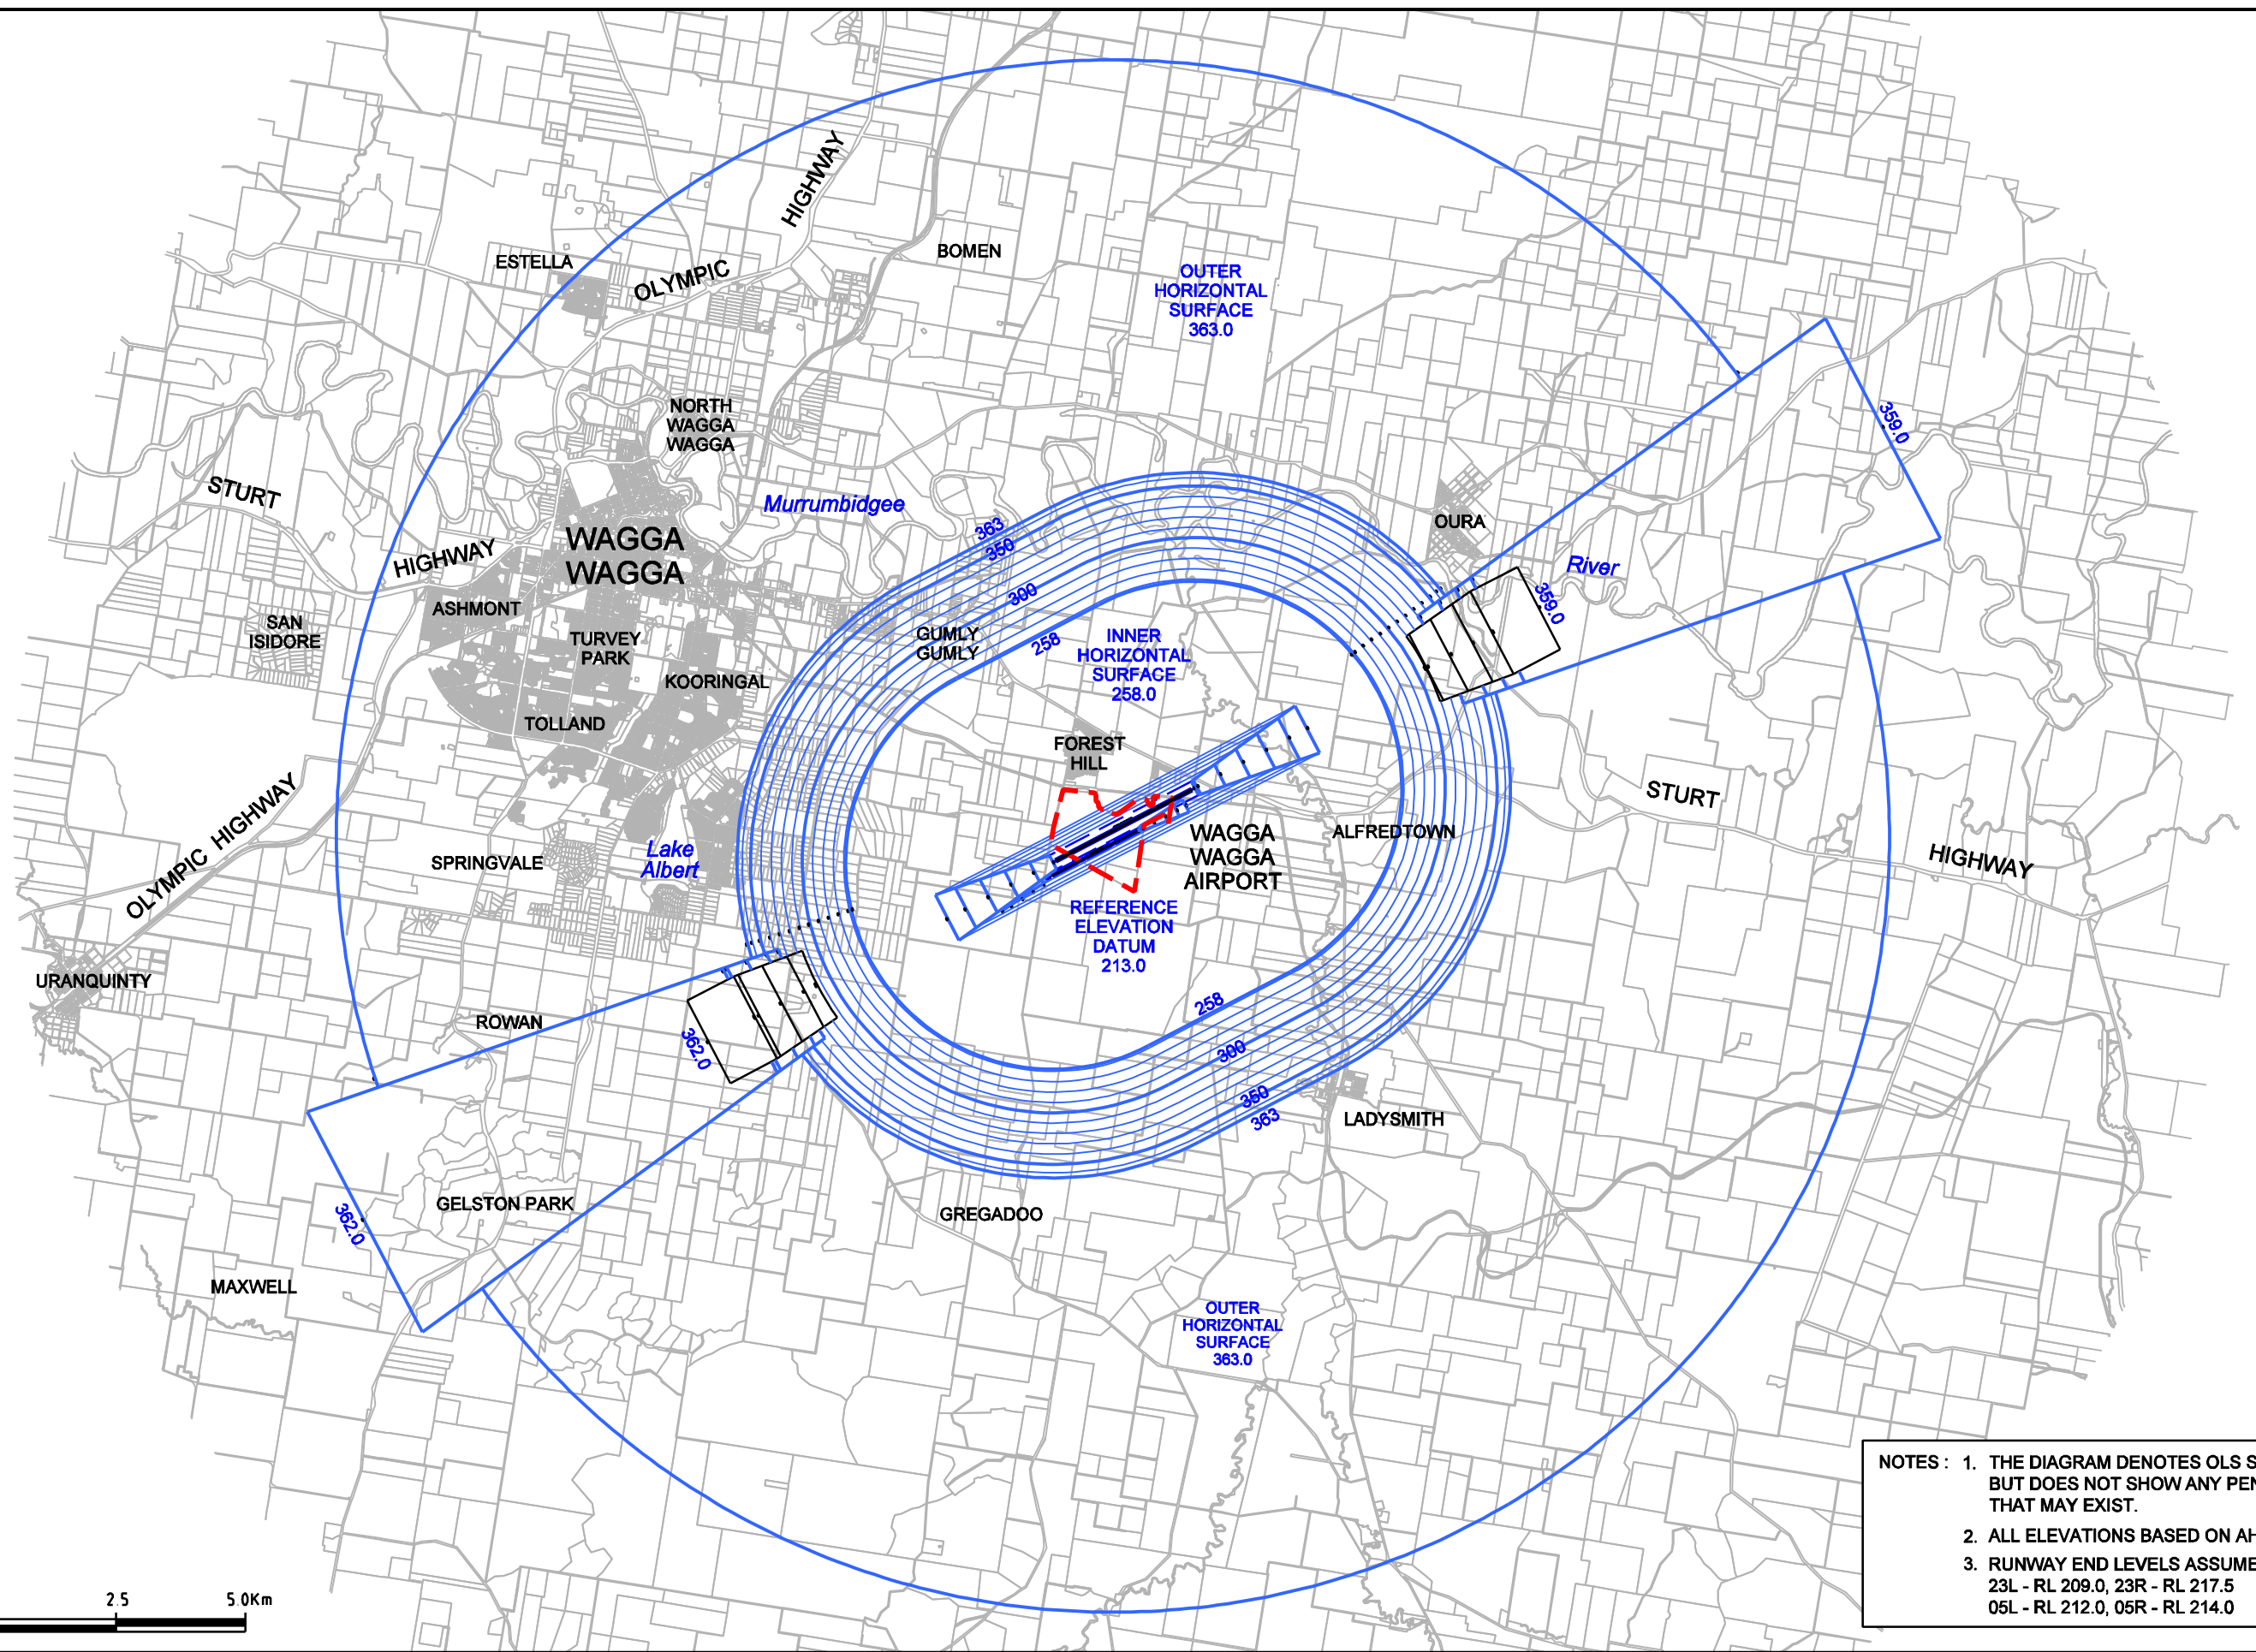 HIGHWAY
BOMEN
ESTELLA
OLYMPIC
OUTER
HORIZONTAL
SURFACE
363.0
NORTH
WAGGA
WAGGA
359.0
STURT
Murrumbidgee
363
350
OURA
WAGGA
WAGGA
HIGHWAY
River
300
359.0
ASHMONT
SAN
ISIDORE
TURVEY
PARK
GUMLY
GUMLY
258
INNER
HORIZONTAL
SURFACE
258.0
KOORINGAL
TOLLAND
FOREST
HILL
STURT
OLYMPIC HIGHWAY
WAGGA
WAGGA
AIRPORT
ALFREDTOWN
HIGHWAY
SPRINGVALE
Lake
Albert
REFERENCE
ELEVATION
DATUM
213.0
URANQUINTY
258
ROWAN
362.0
300
350
363
LADYSMITH
GELSTON PARK
GREGADOO
362.0
MAXWELL
OUTER
HORIZONTAL
SURFACE
363.0
NOTES : 1. THE DIAGRAM DENOTES OLS S
BUT DOES NOT SHOW ANY PEN
THAT MAY EXIST.
2. ALL ELEVATIONS BASED ON AH
3. RUNWAY END LEVELS ASSUME
23L - RL 209.0, 23R - RL 217.5
05L - RL 212.0, 05R - RL 214.0
2.5 5.0Km